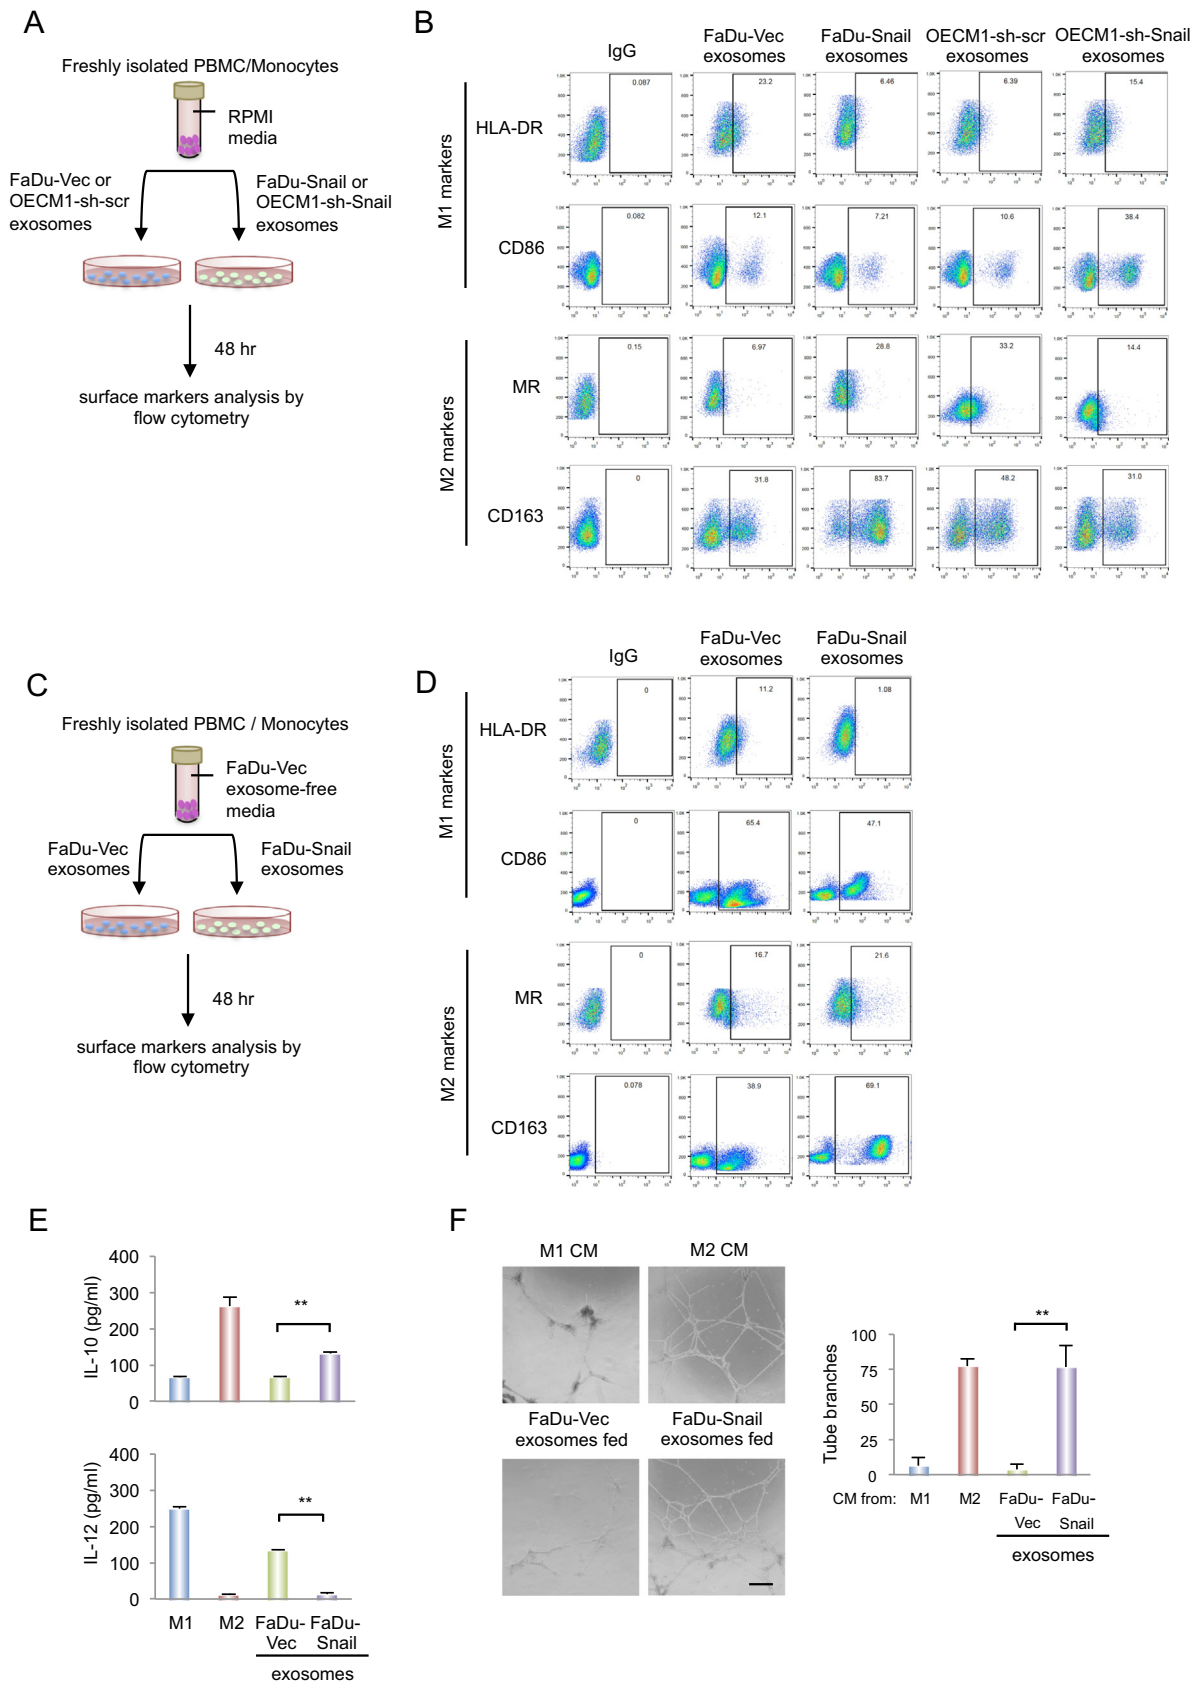 A
Freshly isolated PBMC/Monocytes
RPMI
media
FaDu-Vec or
OECM1-sh-scr
exosomes
FaDu-Snail or
OECM1-sh-Snail
exosomes
48 hr
surface markers analysis by
flow cytometry
B
IgG
FaDu-Vec
exosomes
FaDu-Snail
exosomes
OECM1-sh-scr
exosomes
OECM1-sh-Snail
exosomes
M1 markers
HLA-DR
0.087
23.2
6.46
6.39
15.4
CD86
0.082
12.1
7.21
10.6
38.4
M2 markers
MR
0.15
6.97
28.8
33.2
14.4
CD163
0
31.8
83.7
48.2
31.0
C
Freshly isolated PBMC / Monocytes
FaDu-Vec
exosome-free
media
FaDu-Vec
exosomes
FaDu-Snail
exosomes
48 hr
surface markers analysis by
flow cytometry
D
IgG
FaDu-Vec
exosomes
FaDu-Snail
exosomes
M1 markers
HLA-DR
0
11.2
1.08
CD86
0
65.4
47.1
M2 markers
MR
0
16.7
21.6
CD163
0.078
38.9
69.1
E
IL-10 (pg/ml)
400
300
200
100
0
**
IL-12 (pg/ml)
400
300
200
100
0
**
M1
M2
FaDu-
Vec
FaDu-
Snail
exosomes
F
M1 CM
M2 CM
FaDu-Vec
exosomes fed
FaDu-Snail
exosomes fed
Tube branches
100
75
50
25
0
**
CM from:
M1
M2
FaDu-
Vec
FaDu-
Snail
exosomes